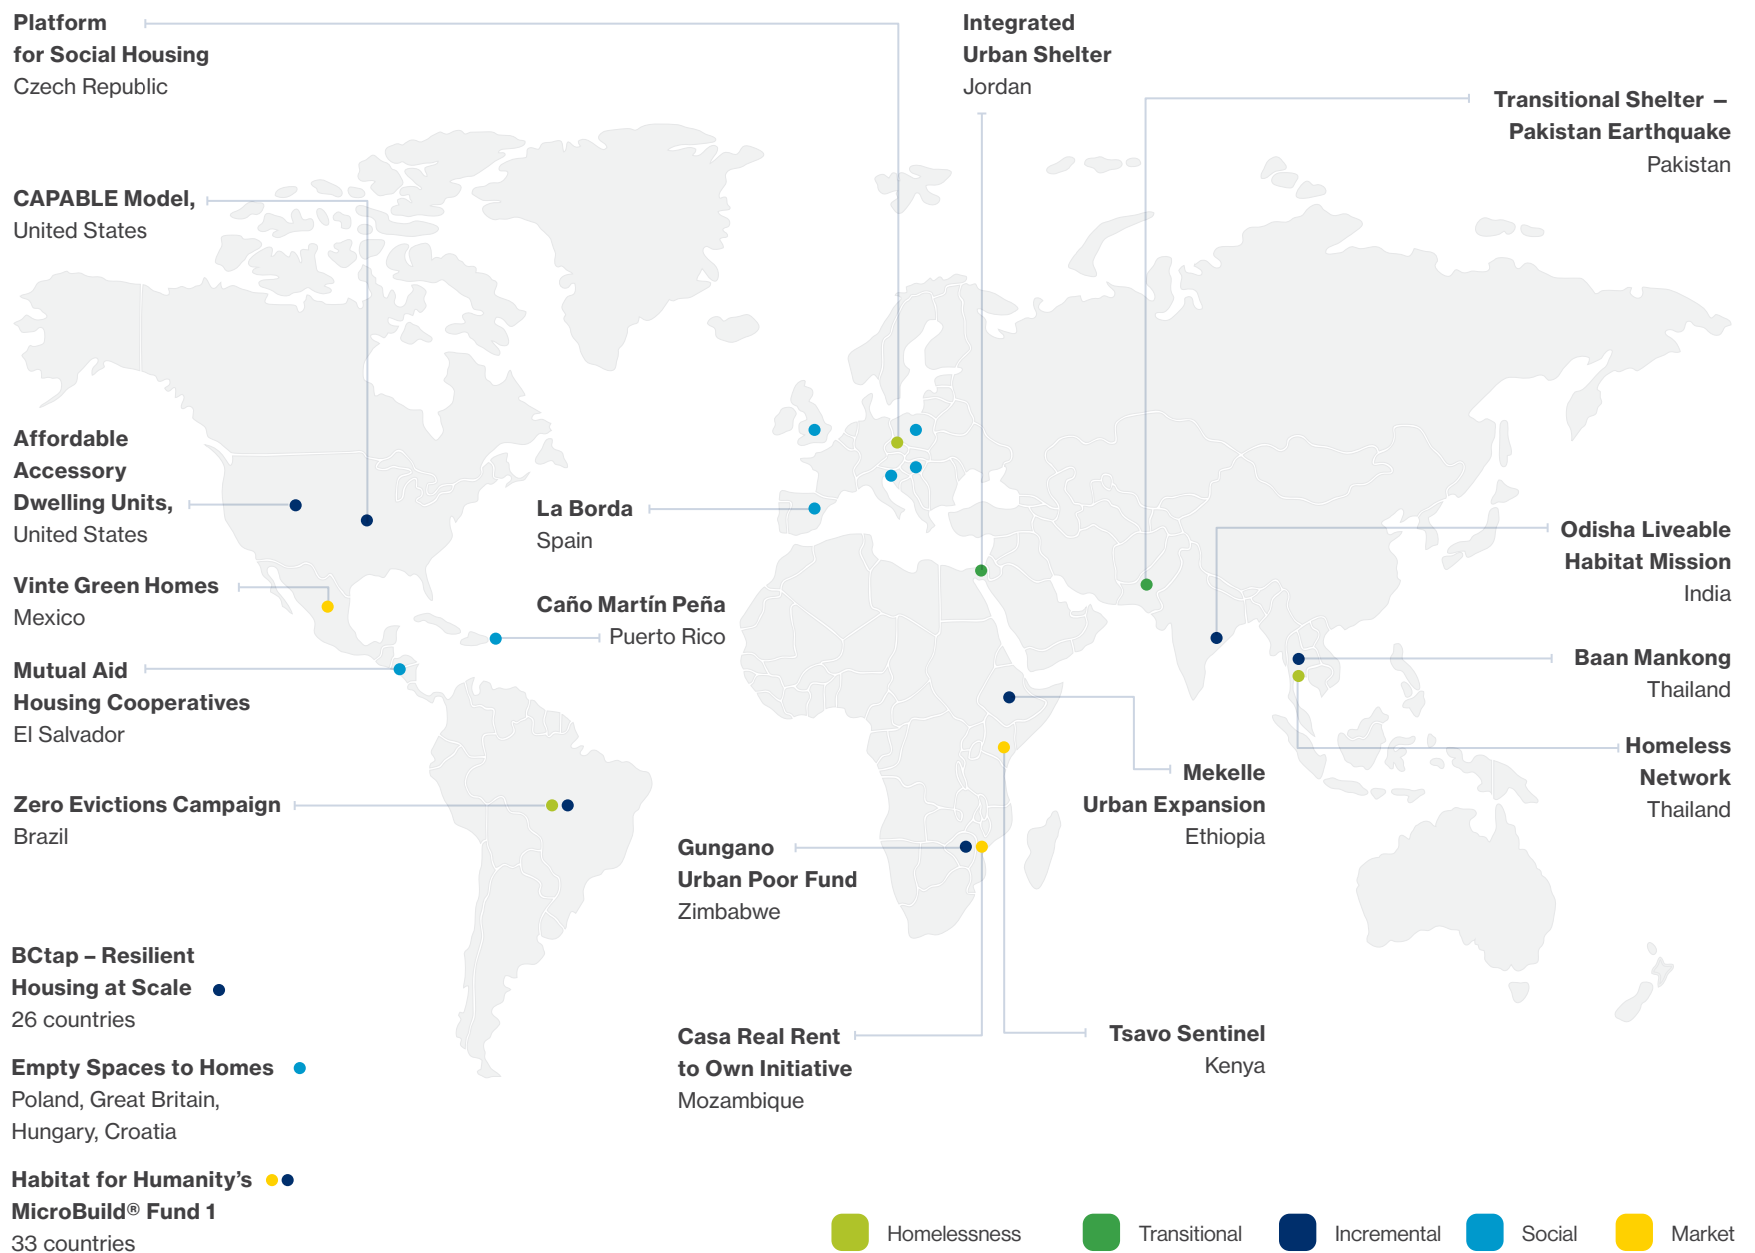 Platform
for Social Housing
Czech Republic
Integrated
Urban Shelter
Jordan
Transitional Shelter –
Pakistan Earthquake
Pakistan
CAPABLE Model,
United States
Affordable
Accessory
Dwelling Units,
United States
La Borda
Spain
Odisha Liveable
Habitat Mission
India
Vinte Green Homes
Mexico
Caño Martín Peña
Puerto Rico
Mutual Aid
Housing Cooperatives
El Salvador
Baan Mankong
Thailand
Homeless
Network
Thailand
Zero Evictions Campaign
Brazil
Mekelle
Urban Expansion
Ethiopia
Gungano
Urban Poor Fund
Zimbabwe
BCtap – Resilient
Housing at Scale
26 countries
Casa Real Rent
to Own Initiative
Mozambique
Tsavo Sentinel
Kenya
Empty Spaces to Homes
Poland, Great Britain,
Hungary, Croatia
Habitat for Humanity’s
MicroBuild® Fund 1
33 countries
Homelessness
Transitional
Incremental
Social
Market